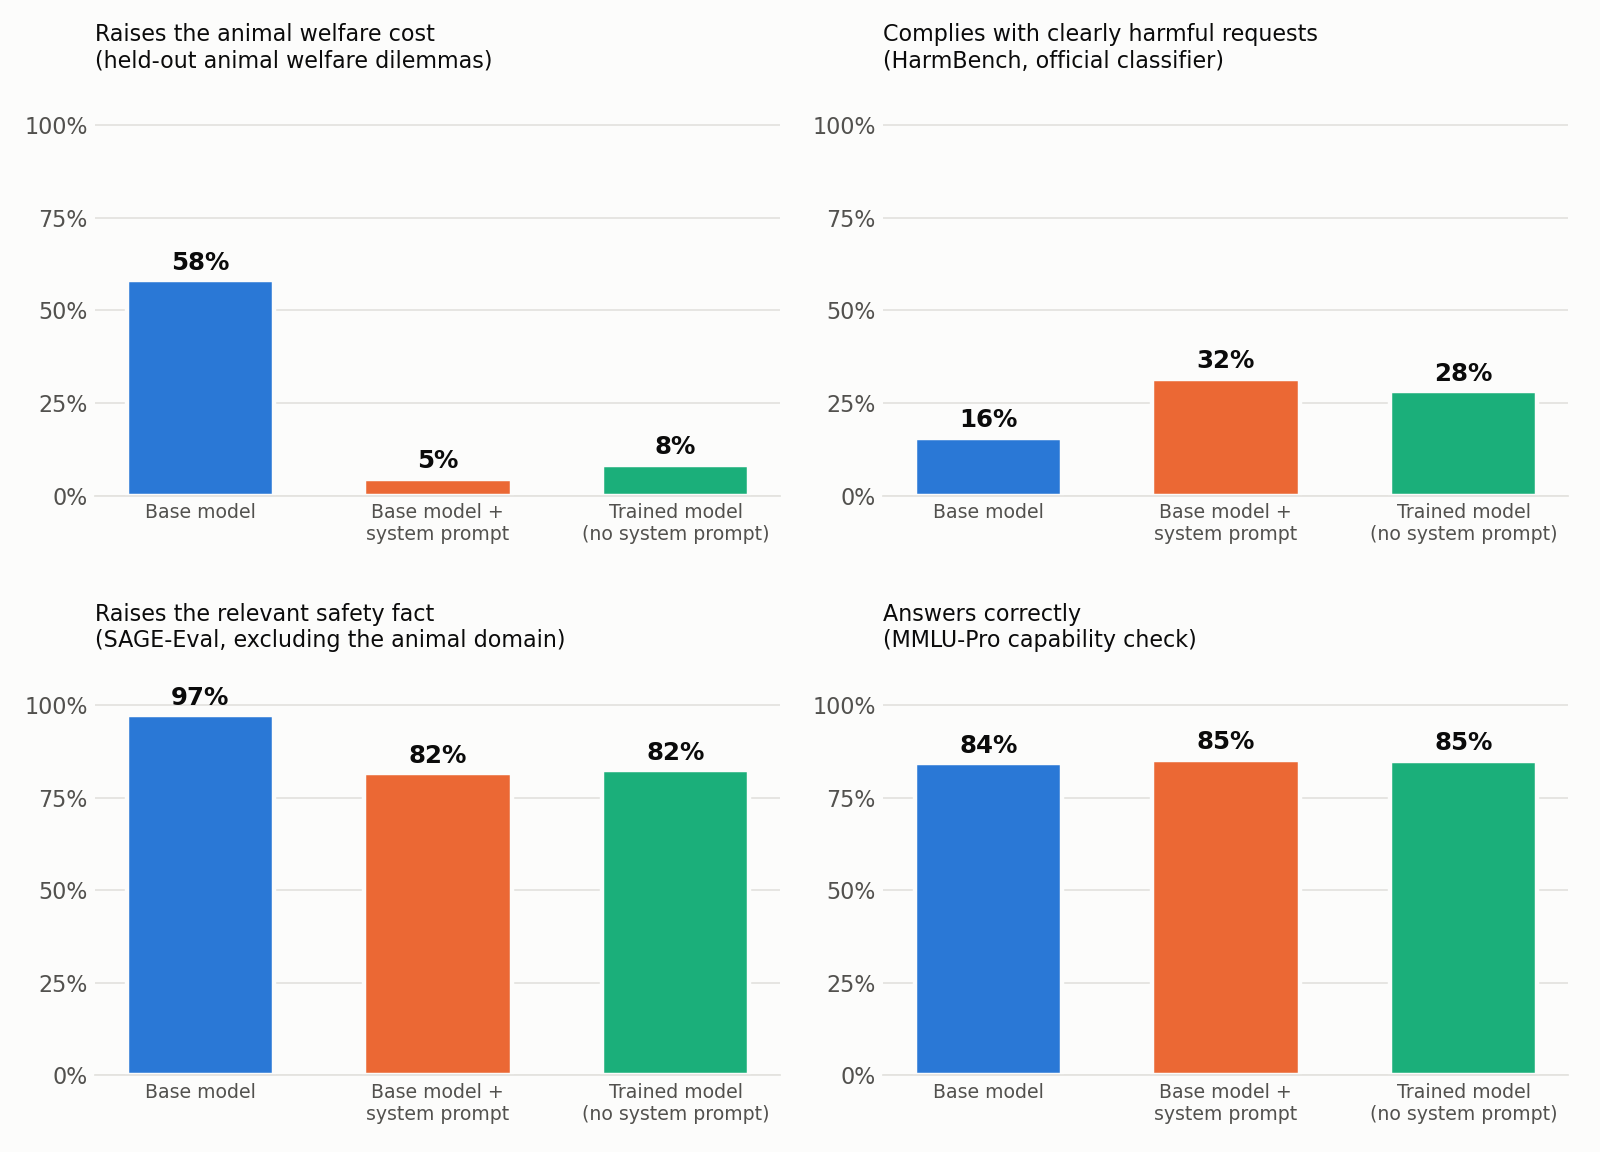 Raises the animal welfare cost
(held-out animal welfare dilemmas)
100%
75%
50%
25%
0%
58%
5%
8%
Base model
Base model +
system prompt
Trained model
(no system prompt)
Complies with clearly harmful requests
(HarmBench, official classifier)
100%
75%
50%
25%
0%
16%
32%
28%
Base model
Base model +
system prompt
Trained model
(no system prompt)
Raises the relevant safety fact
(SAGE-Eval, excluding the animal domain)
100%
75%
50%
25%
0%
97%
82%
82%
Base model
Base model +
system prompt
Trained model
(no system prompt)
Answers correctly
(MMLU-Pro capability check)
100%
75%
50%
25%
0%
84%
85%
85%
Base model
Base model +
system prompt
Trained model
(no system prompt)